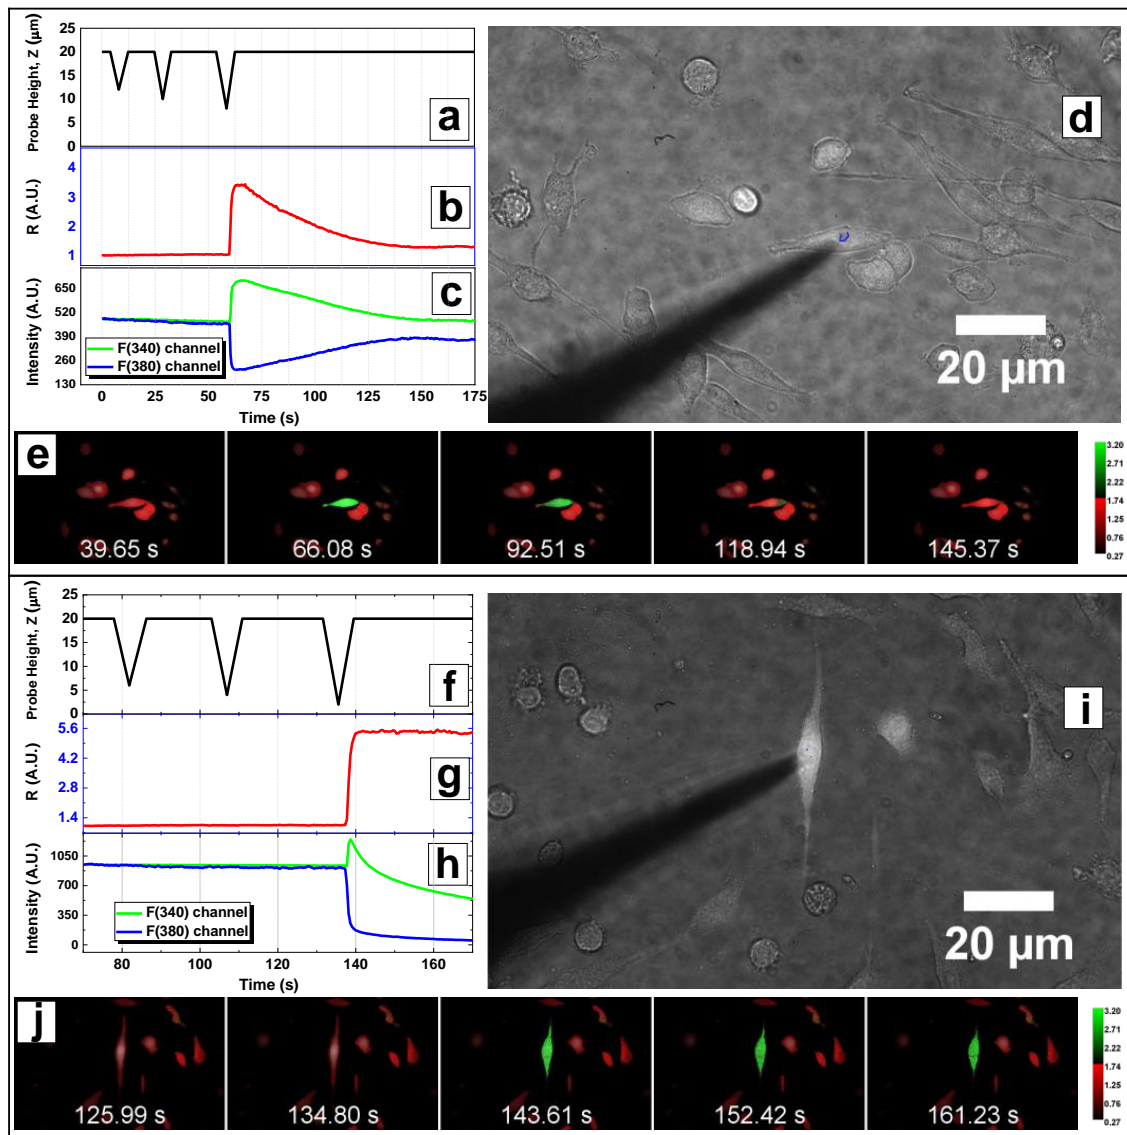 25
20
15
10
5
0
Probe Height, Z (µm)
a
4
3
2
1
R (A.U.)
b
650
520
390
260
130
Intensity (A.U.)
c
F(340) channel
F(380) channel
0 25 50 75 100 125 150 175
Time (s)
d
20 µm
e
39.65 s
66.08 s
92.51 s
118.94 s
145.37 s
3.20
2.71
2.22
1.74
1.25
0.76
0.27
25
20
15
10
5
0
Probe Height, Z (µm)
f
5.6
4.2
2.8
1.4
R (A.U.)
g
1050
700
350
0
Intensity (A.U.)
h
F(340) channel
F(380) channel
80 100 120 140 160
Time (s)
i
20 µm
j
125.99 s
134.80 s
143.61 s
152.42 s
161.23 s
3.20
2.71
2.22
1.74
1.25
0.76
0.27